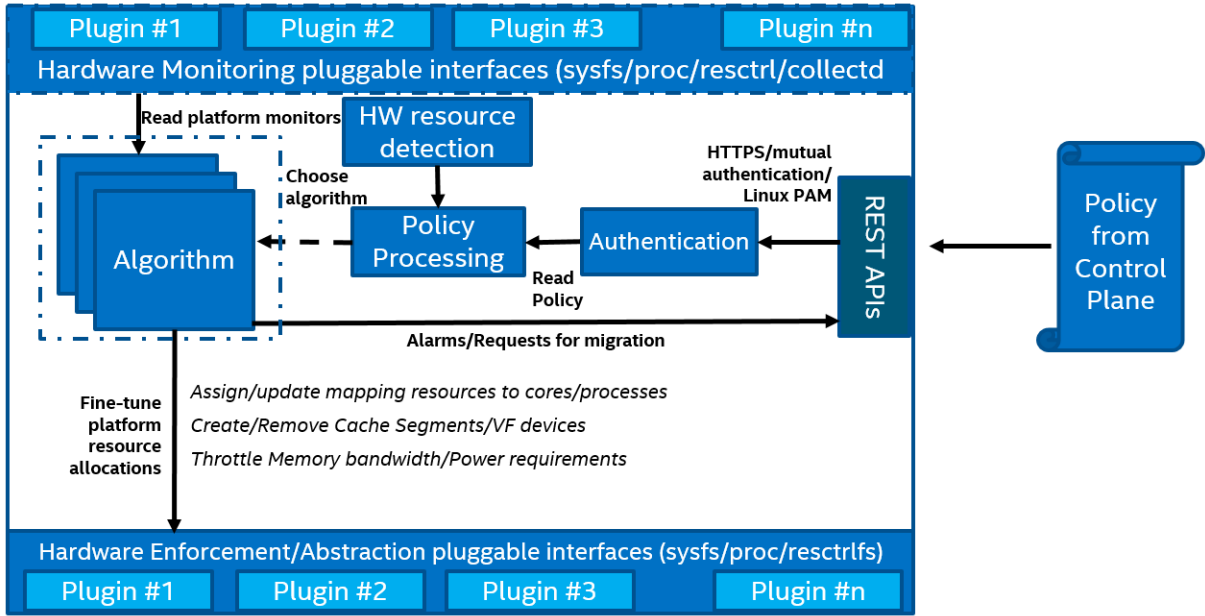 Plugin #1
Plugin #2
Plugin #3
Plugin #n
Hardware Monitoring pluggable interfaces (sysfs/proc/resctrl/collectd
Read platform monitors
HW resource
detection
Choose
algorithm
HTTPS/mutual
authentication/
Linux PAM
Algorithm
Policy
Processing
Authentication
REST APIs
Policy
from
Control
Plane
Read
Policy
Alarms/Requests for migration
Fine-tune
platform
resource
allocations
Assign/update mapping resources to cores/processes
Create/Remove Cache Segments/VF devices
Throttle Memory bandwidth/Power requirements
Hardware Enforcement/Abstraction pluggable interfaces (sysfs/proc/resctrlfs)
Plugin #1
Plugin #2
Plugin #3
Plugin #n